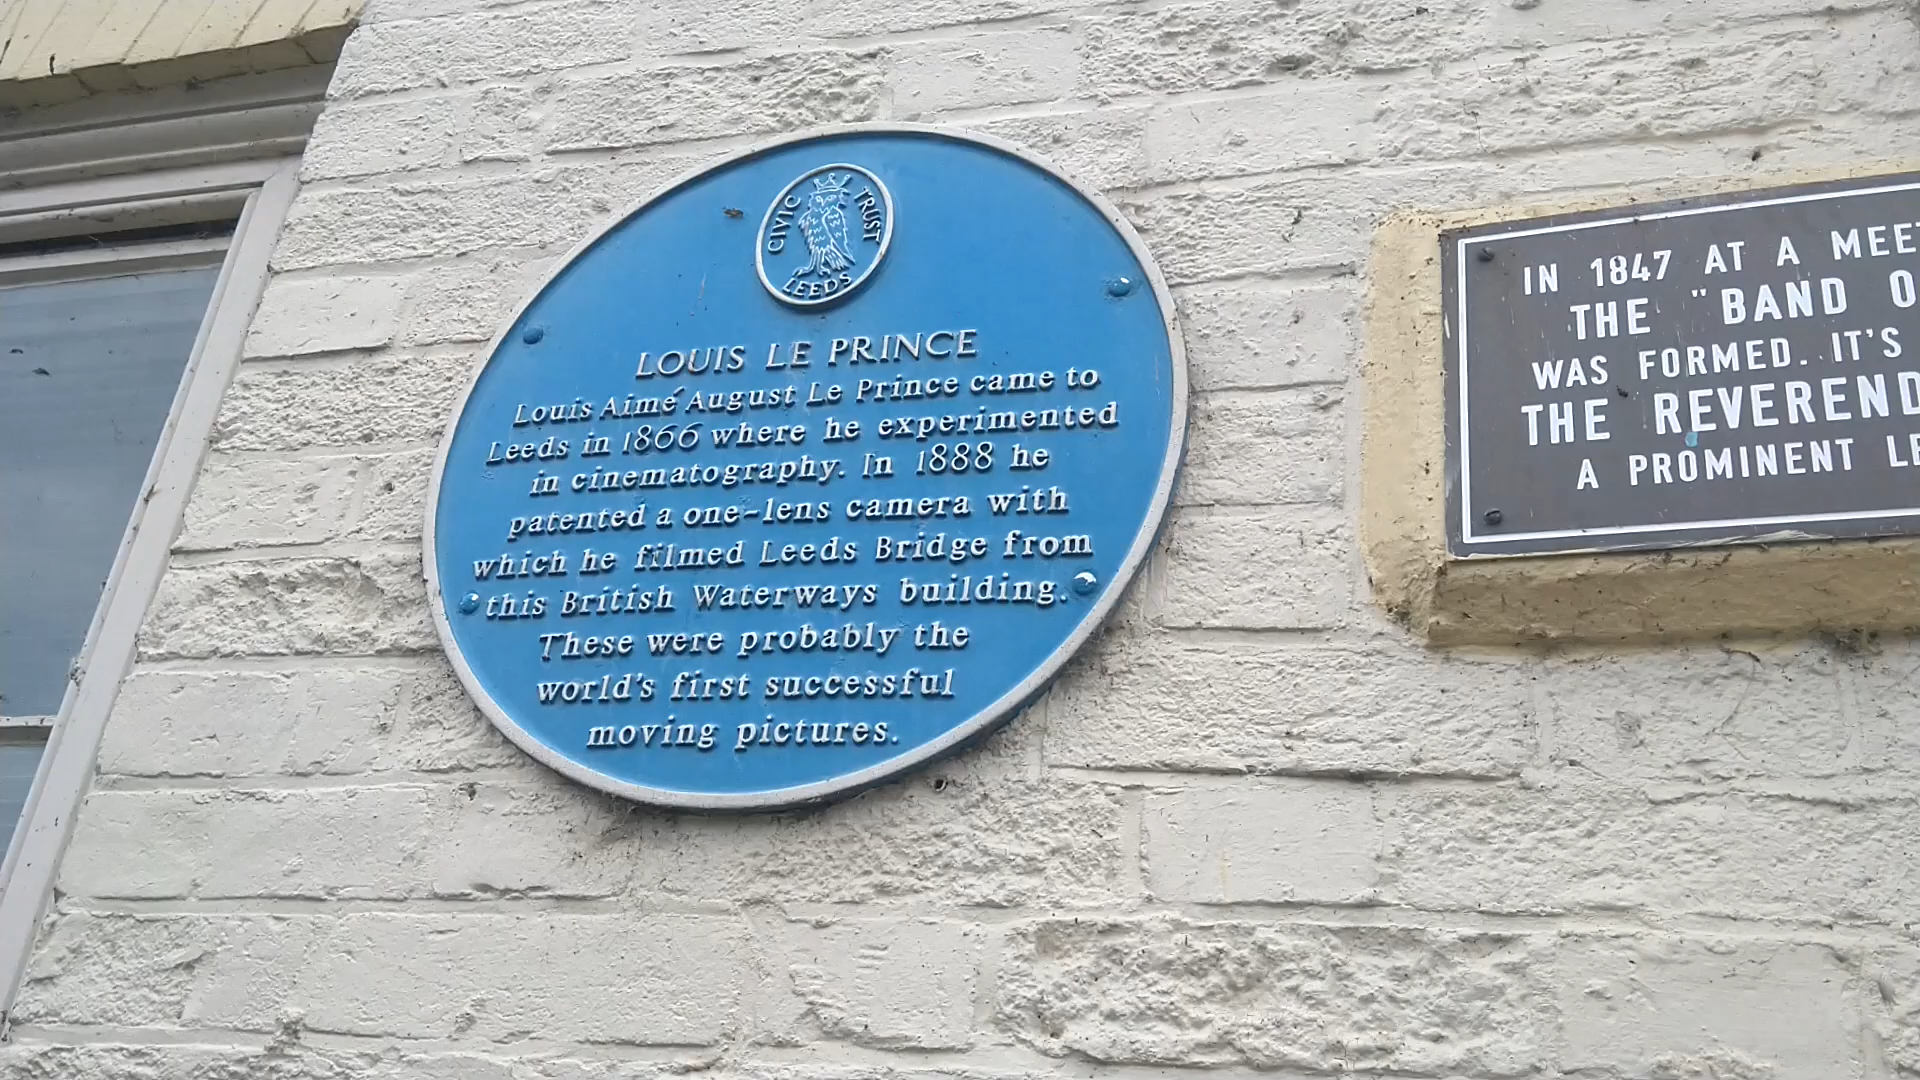 CIVIC TRUST
LEEDS
LOUIS LE PRINCE
Louis Aimé August Le Prince came to
Leeds in 1866 where he experimented
in cinematography. In 1888 he
patented a one-lens camera with
which he filmed Leeds Bridge from
this British Waterways building.
These were probably the
world's first successful
moving pictures.
IN 1847 AT A
THE "BAND
WAS FORMED. IT'S
THE REVEREND
A PROMINENT